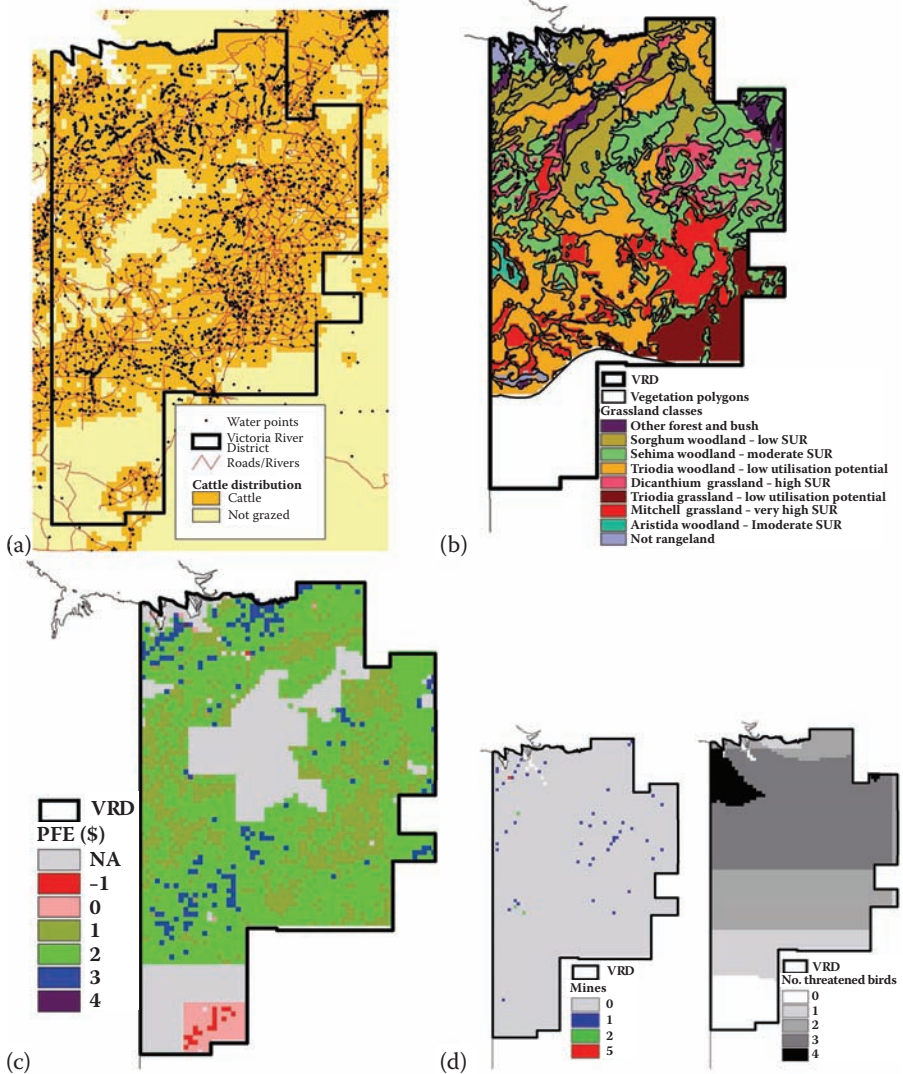 Water points
Victoria River
District
Roads/Rivers
Cattle distribution
Cattle
Not grazed
(a)
VRD
Vegetation polygons
Grassland classes
Other forest and bush
Sorghum woodland – low SUR
Sehima woodland – moderate SUR
Triodia woodland – low utilisation potential
Dicanthium grassland – high SUR
Triodia grassland – low utilisation potential
Mitchell grassland – very high SUR
Aristida woodland – lmoderate SUR
Not rangeland
(b)
VRD
PFE ($)
NA
–1
0
1
2
3
4
(c)
VRD
Mines
0
1
2
5
VRD
No. threatened birds
0
1
2
3
4
(d)